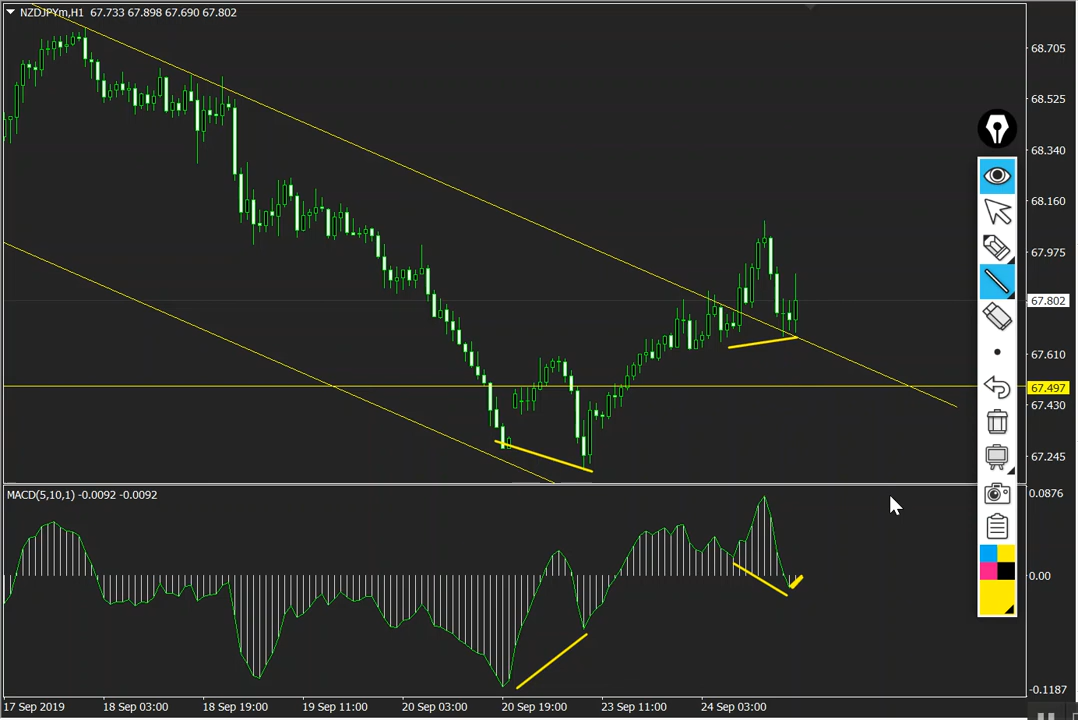 NZDJPYm,H1 67.733 67.898 67.690 67.802
68.705
68.525
68.340
68.160
67.975
67.802
67.610
67.497
67.430
67.245
MACD(5,10,1) -0.0092 -0.0092
0.0876
0.00
-0.1187
17 Sep 2019
18 Sep 03:00
18 Sep 19:00
19 Sep 11:00
20 Sep 03:00
20 Sep 19:00
23 Sep 11:00
24 Sep 03:00